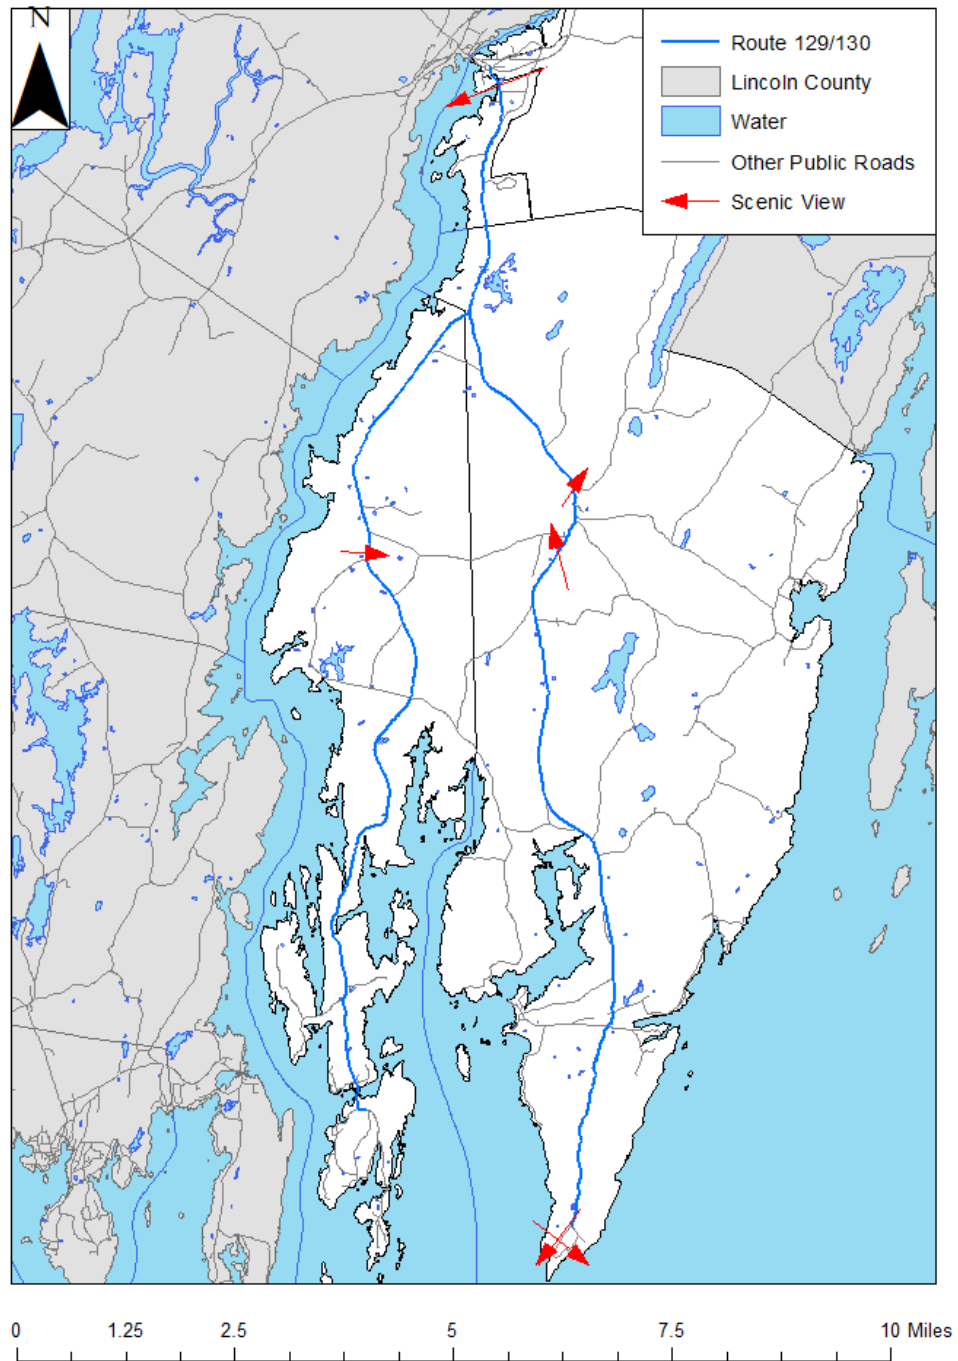 N
Route 129/130
Lincoln County
Water
Other Public Roads
Scenic View
0 1.25 2.5 5 7.5 10 Miles